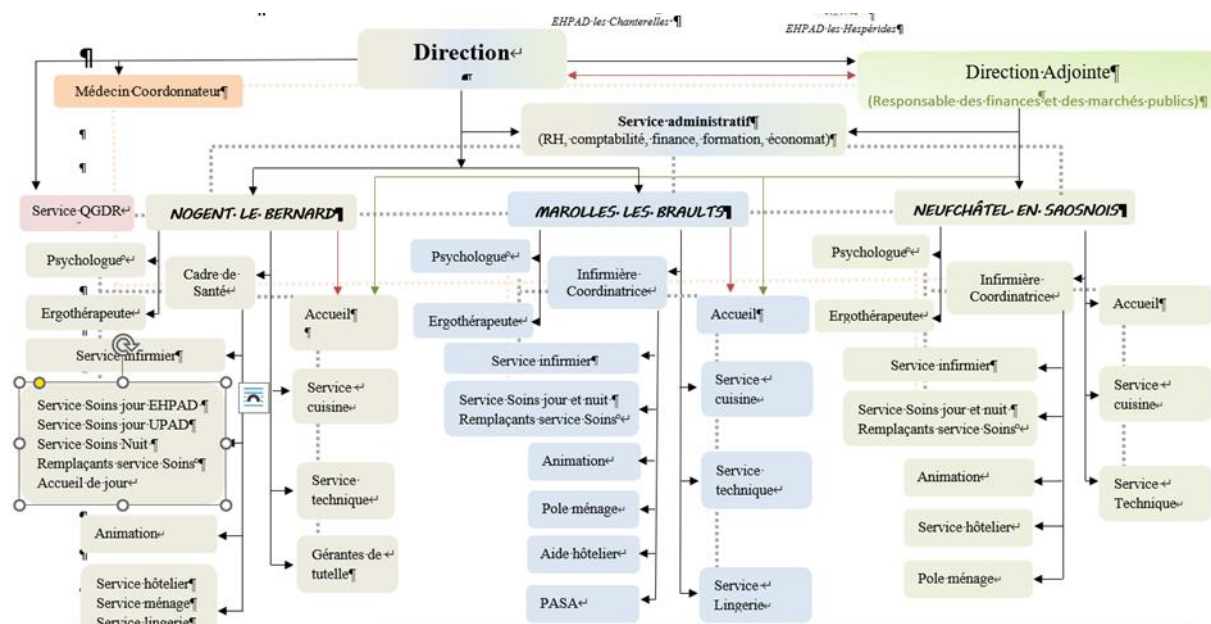 EHPAD les Chanterelles
EHPAD les Hespérides
Direction
Direction Adjointe
(Responsable des finances et des marchés publics)
Médecin Coordonnateur
Service administratif
(RH, comptabilité, finance, formation, économat)
Service QGDR
NOGENT LE BERNARD
MAROLLES LES BRAULTS
NEUFCHÂTEL EN SAOSNOIS
Psychologue
Cadre de
Santé
Ergothérapeute
Accueil
Service infirmier
Service
cuisine
Service Soins jour EHPAD
Service Soins jour UPAD
Service Soins Nuit
Remplaçants service Soins
Accueil de jour
Service
technique
Animation
Gérantes de
tutelle
Service hôtelier
Service ménage
Service lingerie
Psychologue
Infirmière
Coordinatrice
Ergothérapeute
Accueil
Service infirmier
Service
cuisine
Service Soins jour et nuit
Remplaçants service Soins
Animation
Service
technique
Pole ménage
Aide hôtelier
PASA
Service
Lingerie
Psychologue
Infirmière
Coordinatrice
Ergothérapeute
Accueil
Service infirmier
Service
cuisine
Service Soins jour et nuit
Remplaçants service Soins
Animation
Service
Technique
Service hôtelier
Pole ménage